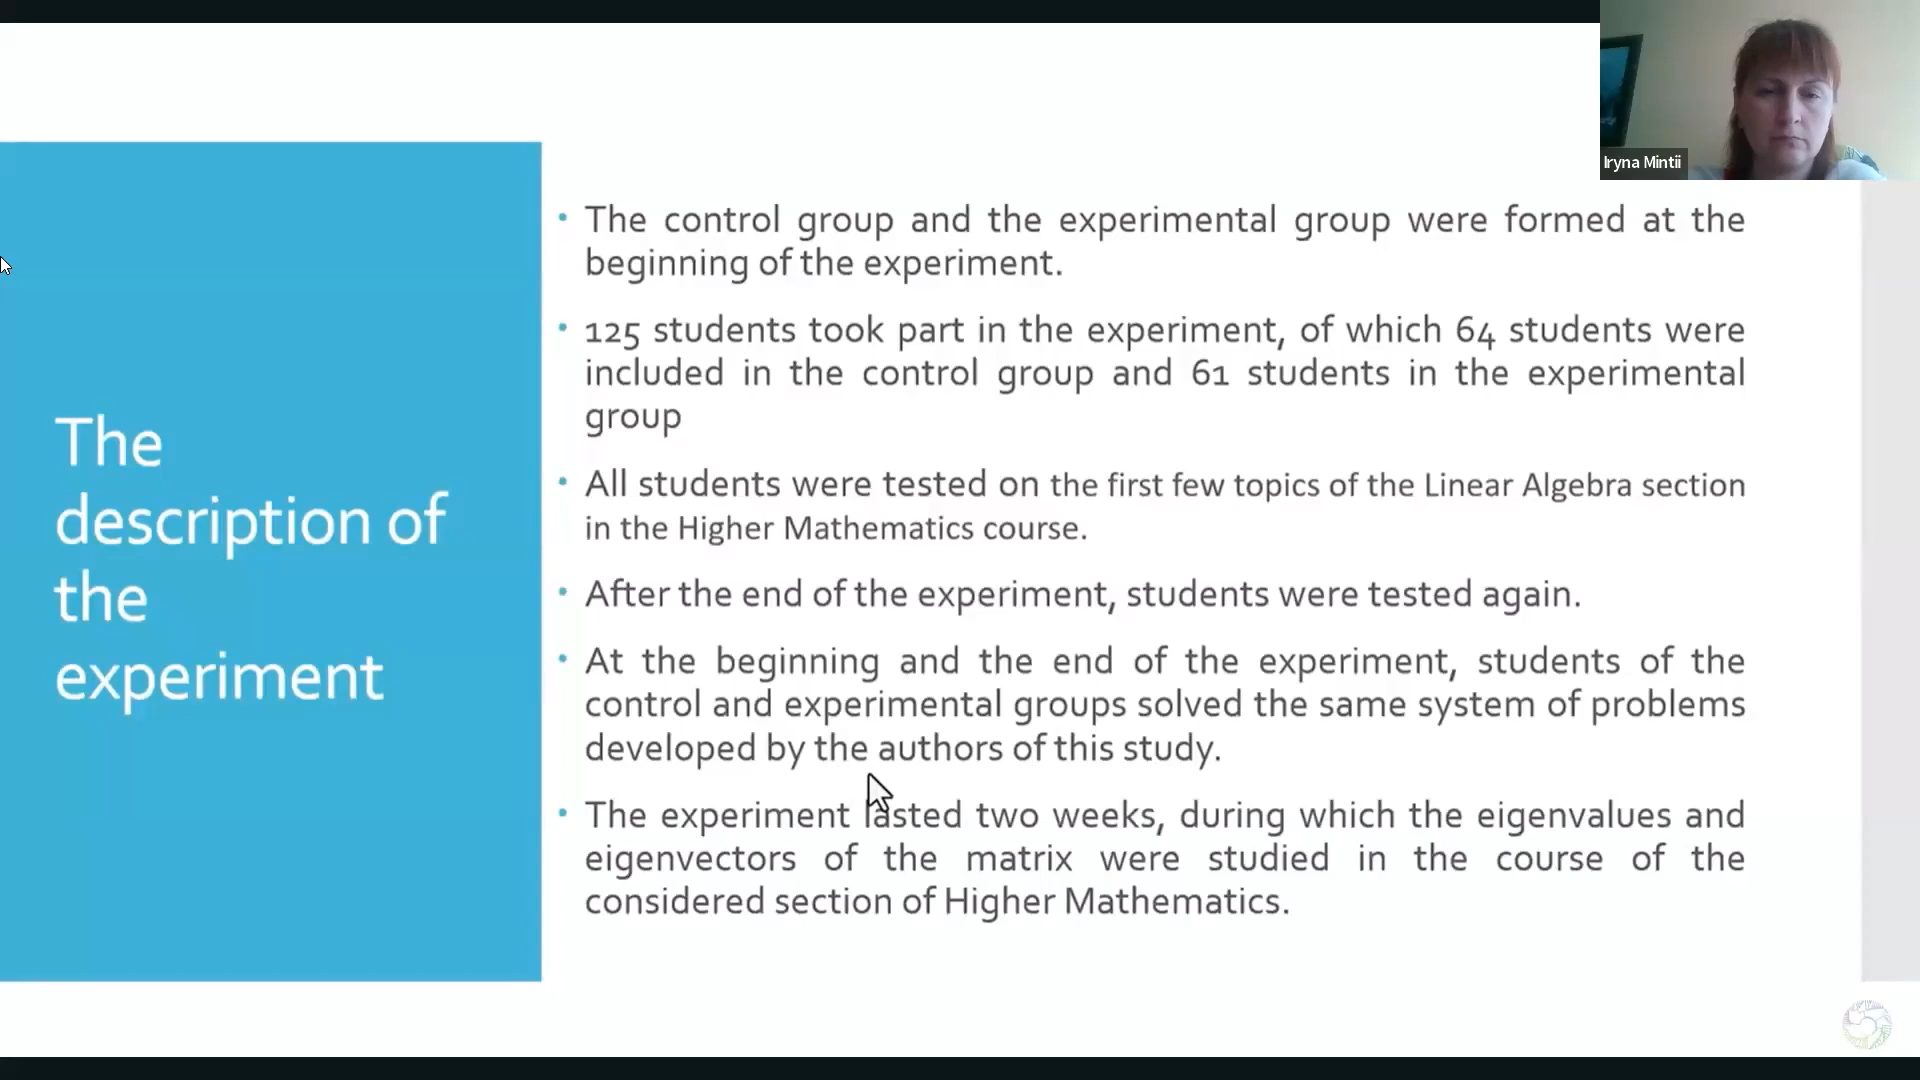 Iryna Mintii
The
description of
the
experiment
• The control group and the experimental group were formed at the
beginning of the experiment.
• 125 students took part in the experiment, of which 64 students were
included in the control group and 61 students in the experimental
group
• All students were tested on the first few topics of the Linear Algebra section
in the Higher Mathematics course.
• After the end of the experiment, students were tested again.
• At the beginning and the end of the experiment, students of the
control and experimental groups solved the same system of problems
developed by the authors of this study.
• The experiment lasted two weeks, during which the eigenvalues and
eigenvectors of the matrix were studied in the course of the
considered section of Higher Mathematics.